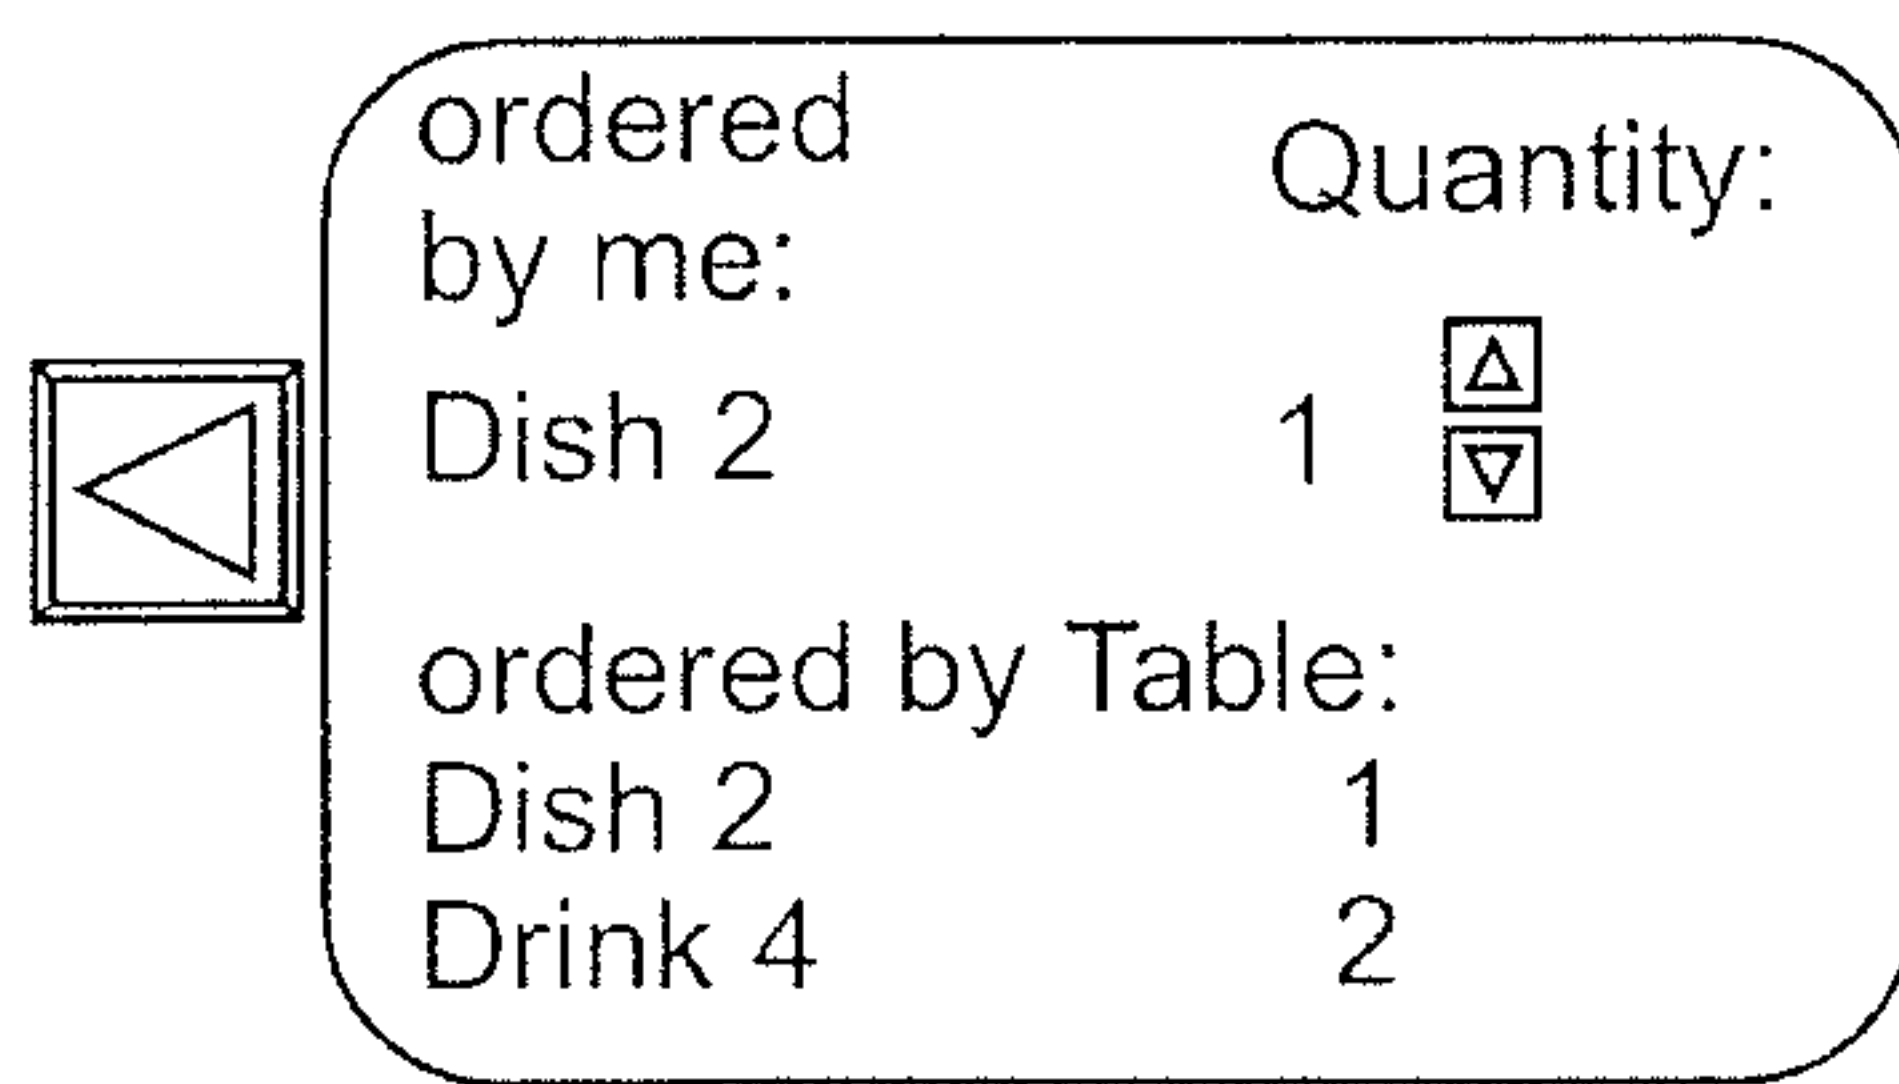 ordered
by me:
Quantity:
Dish 2 1
ordered by Table:
Dish 2 1
Drink 4 2